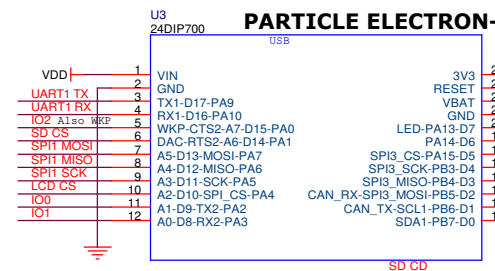 U3
PARTICLE ELECTRON-
24DIP700
USB
VDD 1 VIN 3V3
2 GND RESET
UART1 TX 3 TX1-D17-PA9 VBAT
UART1 RX 4 RX1-D16-PA10 GND
IO2 Also WKP 5 WKP-CTS2-A7-D15-PA0 LED-PA13-D7
SD CS 6 DAC-RTS2-A6-D14-PA1 PA14-D6
SPI1 MOSI 7 A5-D13-MOSI-PA7 SPI3_CS-PA15-D5
SPI1 MISO 8 A4-D12-MISO-PA6 SPI3_SCK-PB3-D4
SPI1 SCK 9 A3-D11-SCK-PA5 SPI3_MISO-PB4-D3
LCD CS 10 A2-D10-SPI_CS-PA4 CAN_RX-SPI3_MOSI-PB5-D2
IO0 11 A1-D9-TX2-PA2 CAN_TX-SCL1-PB6-D1
IO1 12 A0-D8-RX2-PA3 SDA1-PB7-D0
SD CD